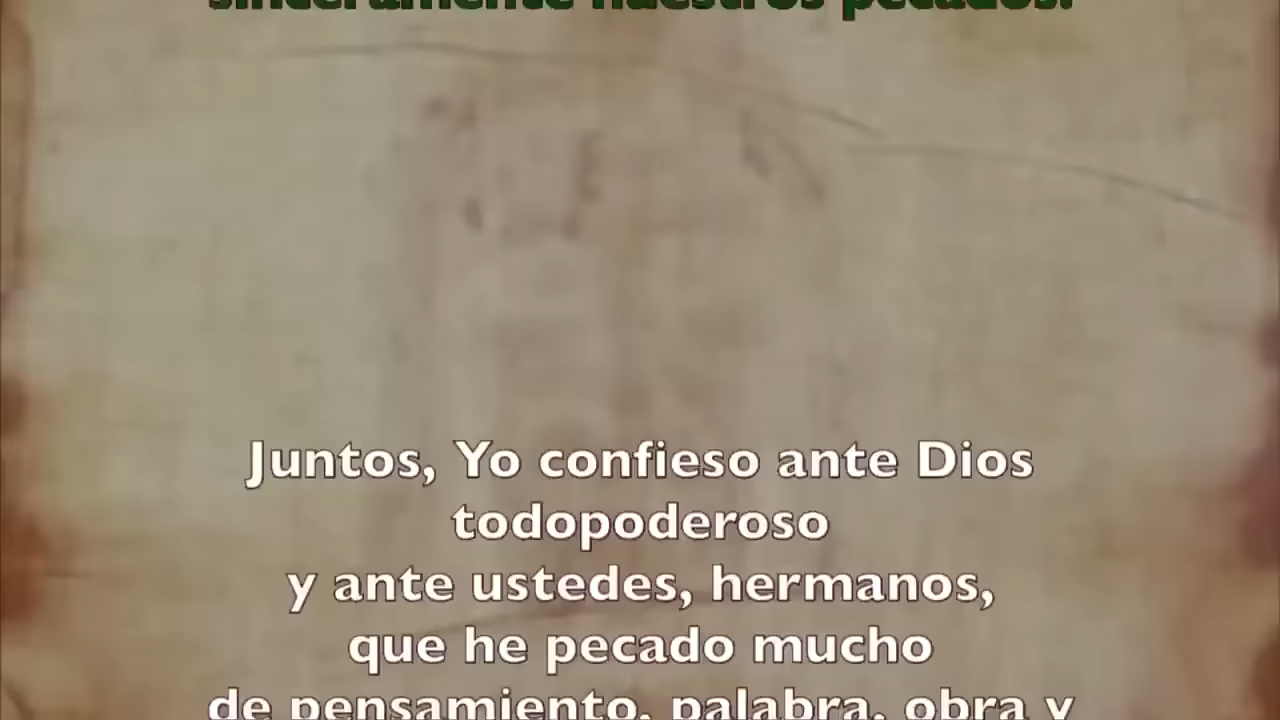 sinceramente nuestros pecados.
Juntos, Yo confieso ante Dios
todopoderoso
y ante ustedes, hermanos,
que he pecado mucho
de pensamiento, palabra, obra y